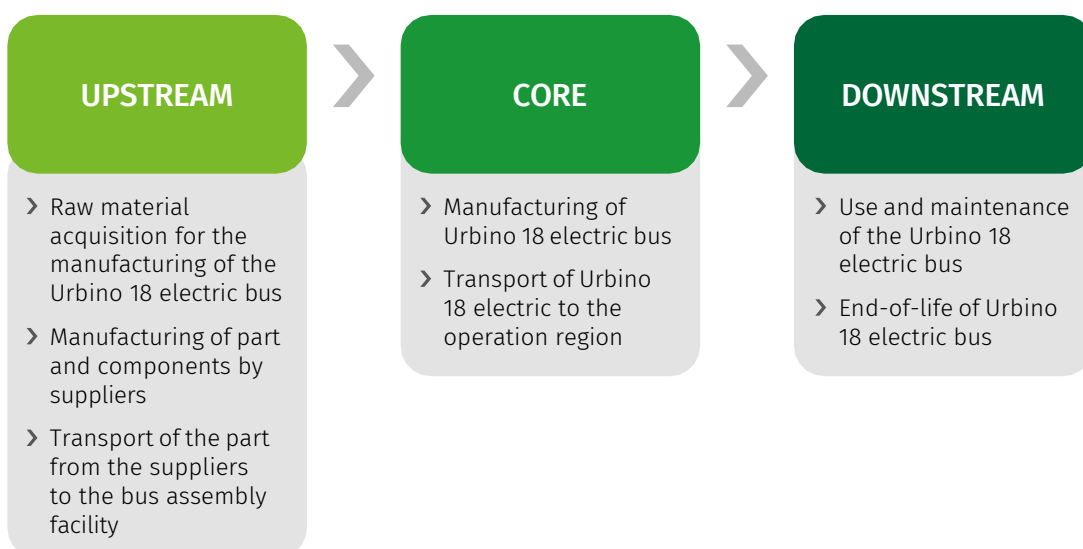 UPSTREAM
Raw material
acquisition for the
manufacturing of the
Urbino 18 electric bus
Manufacturing of part
and components by
suppliers
Transport of the part
from the suppliers
to the bus assembly
facility
CORE
Manufacturing of
Urbino 18 electric bus
Transport of Urbino
18 electric to the
operation region
DOWNSTREAM
Use and maintenance
of the Urbino 18
electric bus
End-of-life of Urbino
18 electric bus